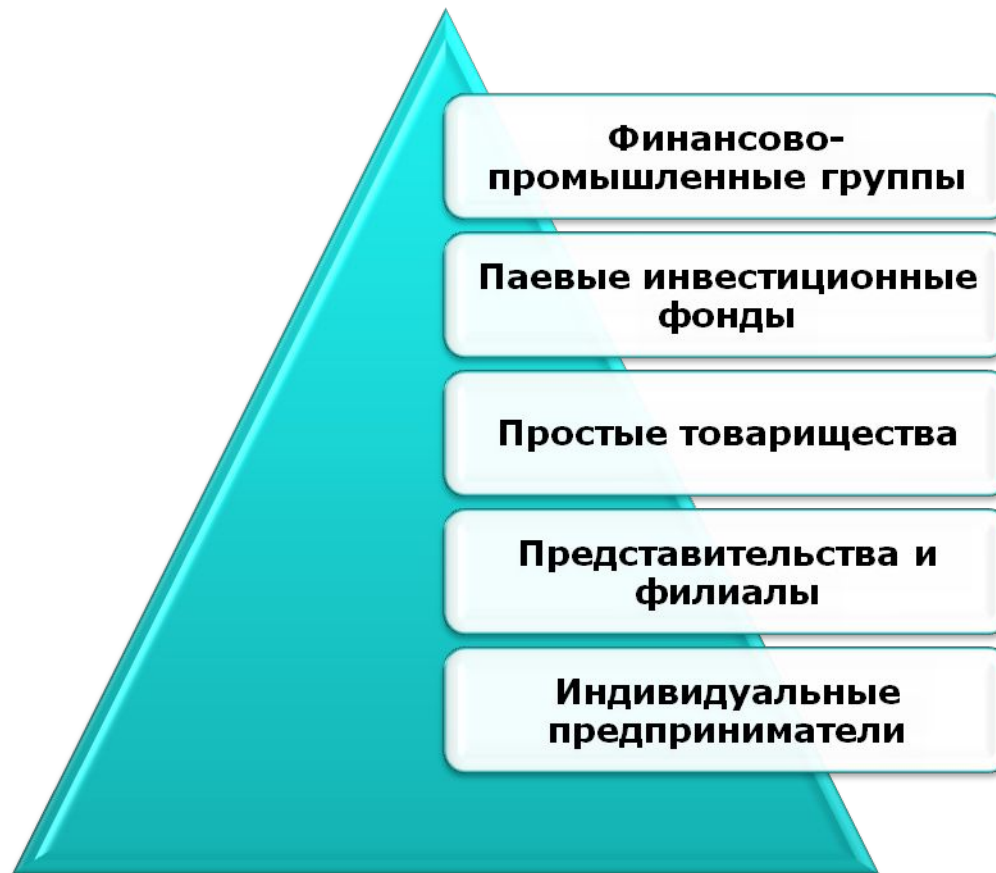 Финансово-
промышленные группы
Паевые инвестиционные
фонды
Простые товарищества
Представительства и
филиалы
Индивидуальные
предприниматели